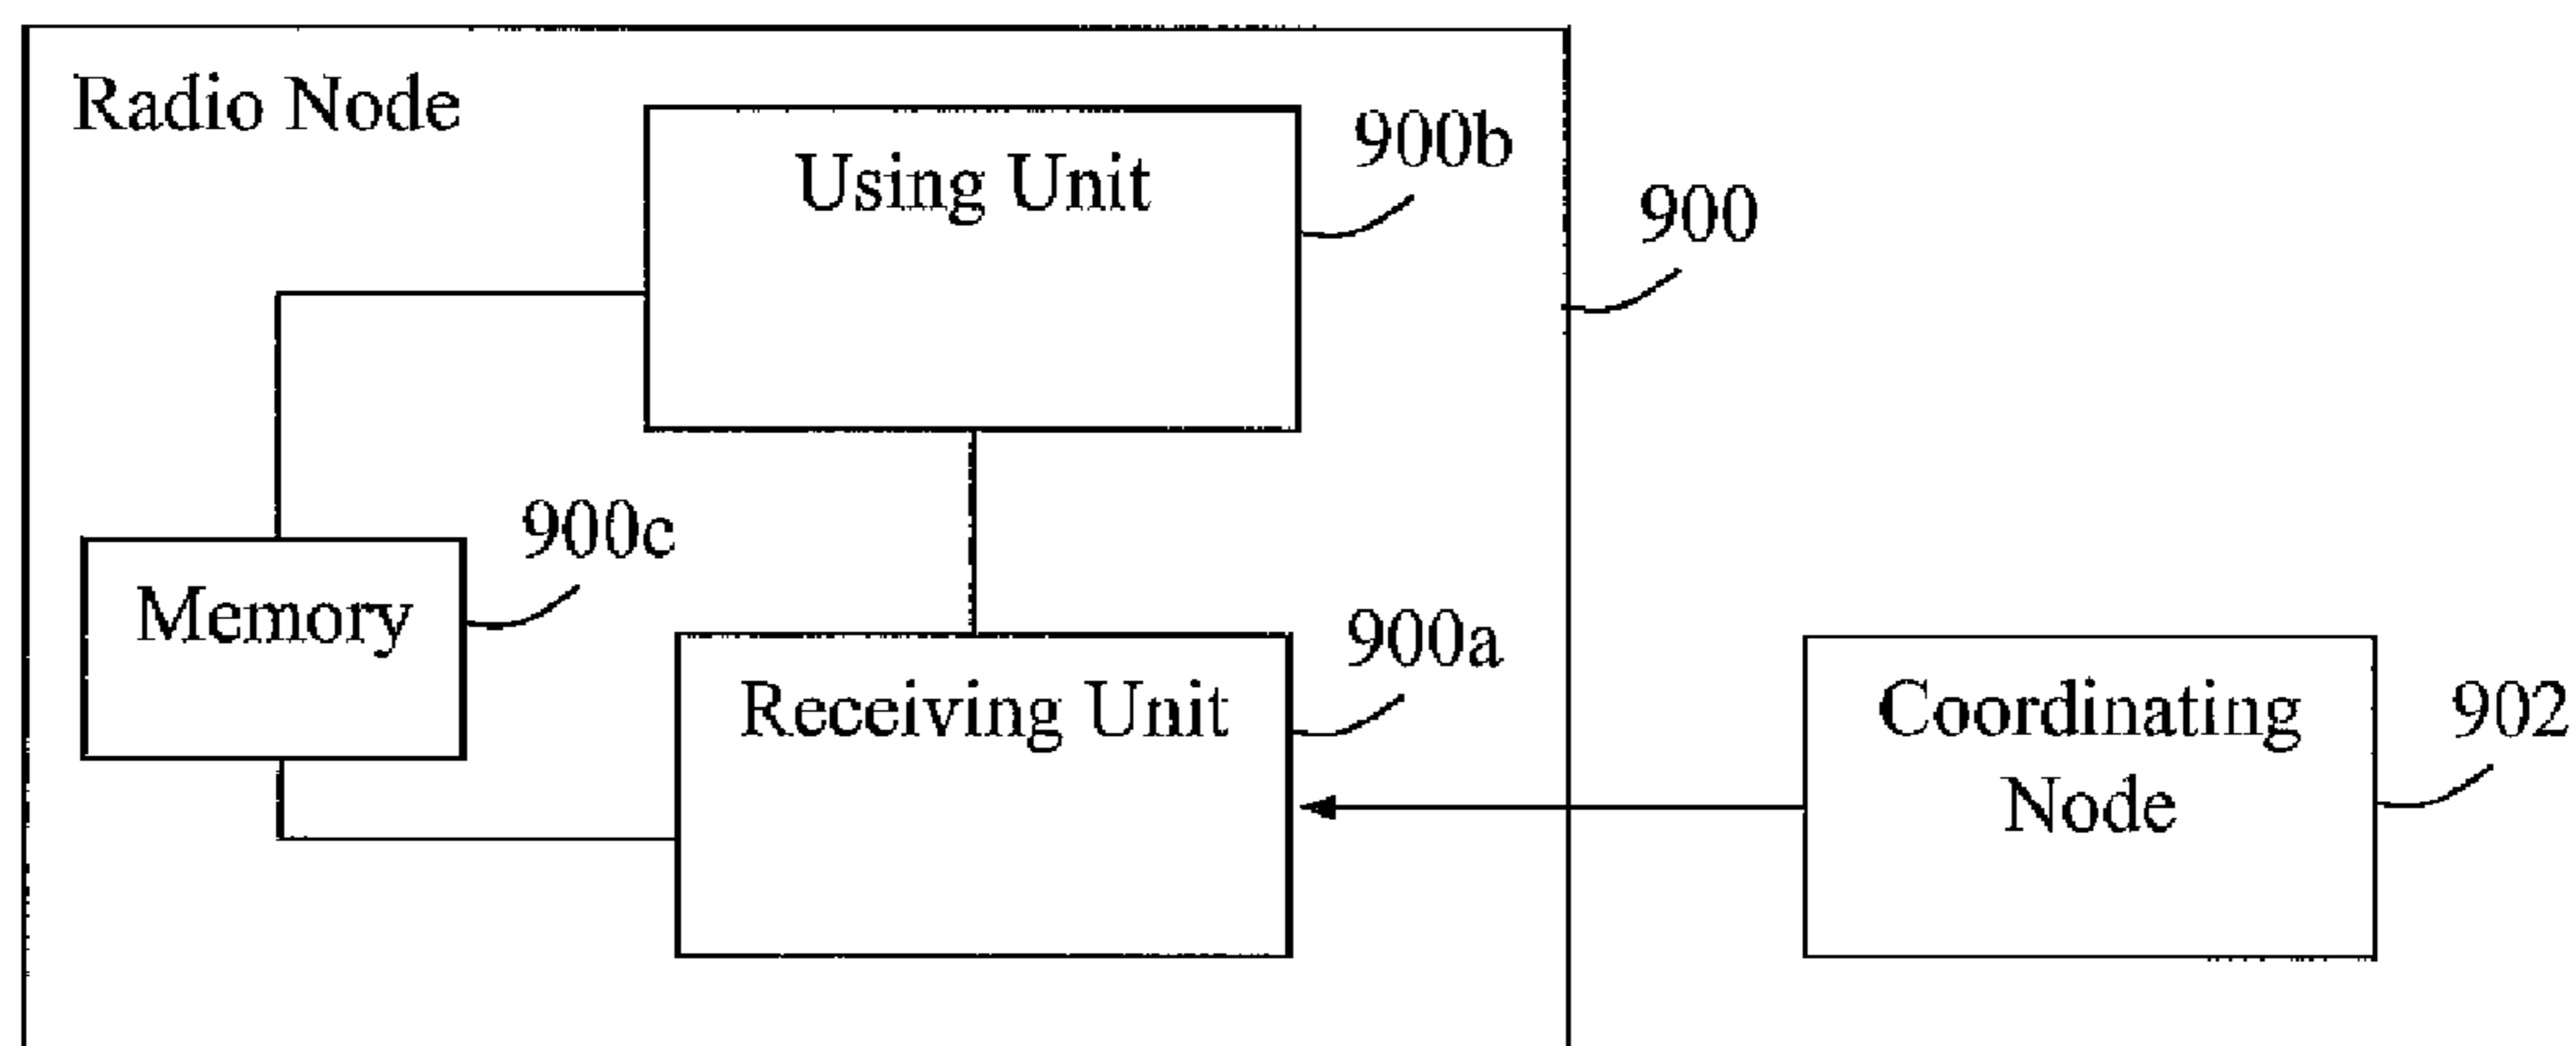 Radio Node
Using Unit
900b
900
Memory
900c
Receiving Unit
900a
Coordinating
Node
902